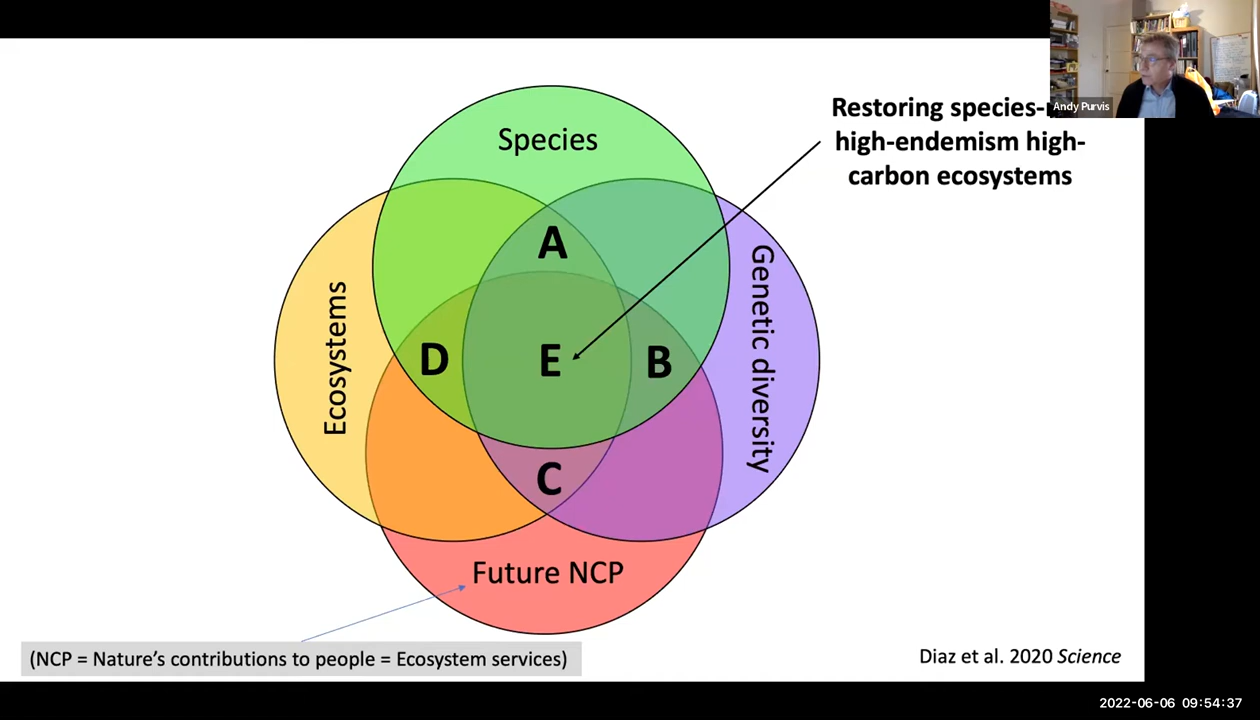 Andy Purvis
Restoring species-
high-endemism high-
carbon ecosystems
Species
A
Ecosystems
Genetic diversity
D
E
B
C
Future NCP
(NCP = Nature's contributions to people = Ecosystem services)
Diaz et al. 2020 Science
2022-06-06 09:54:37